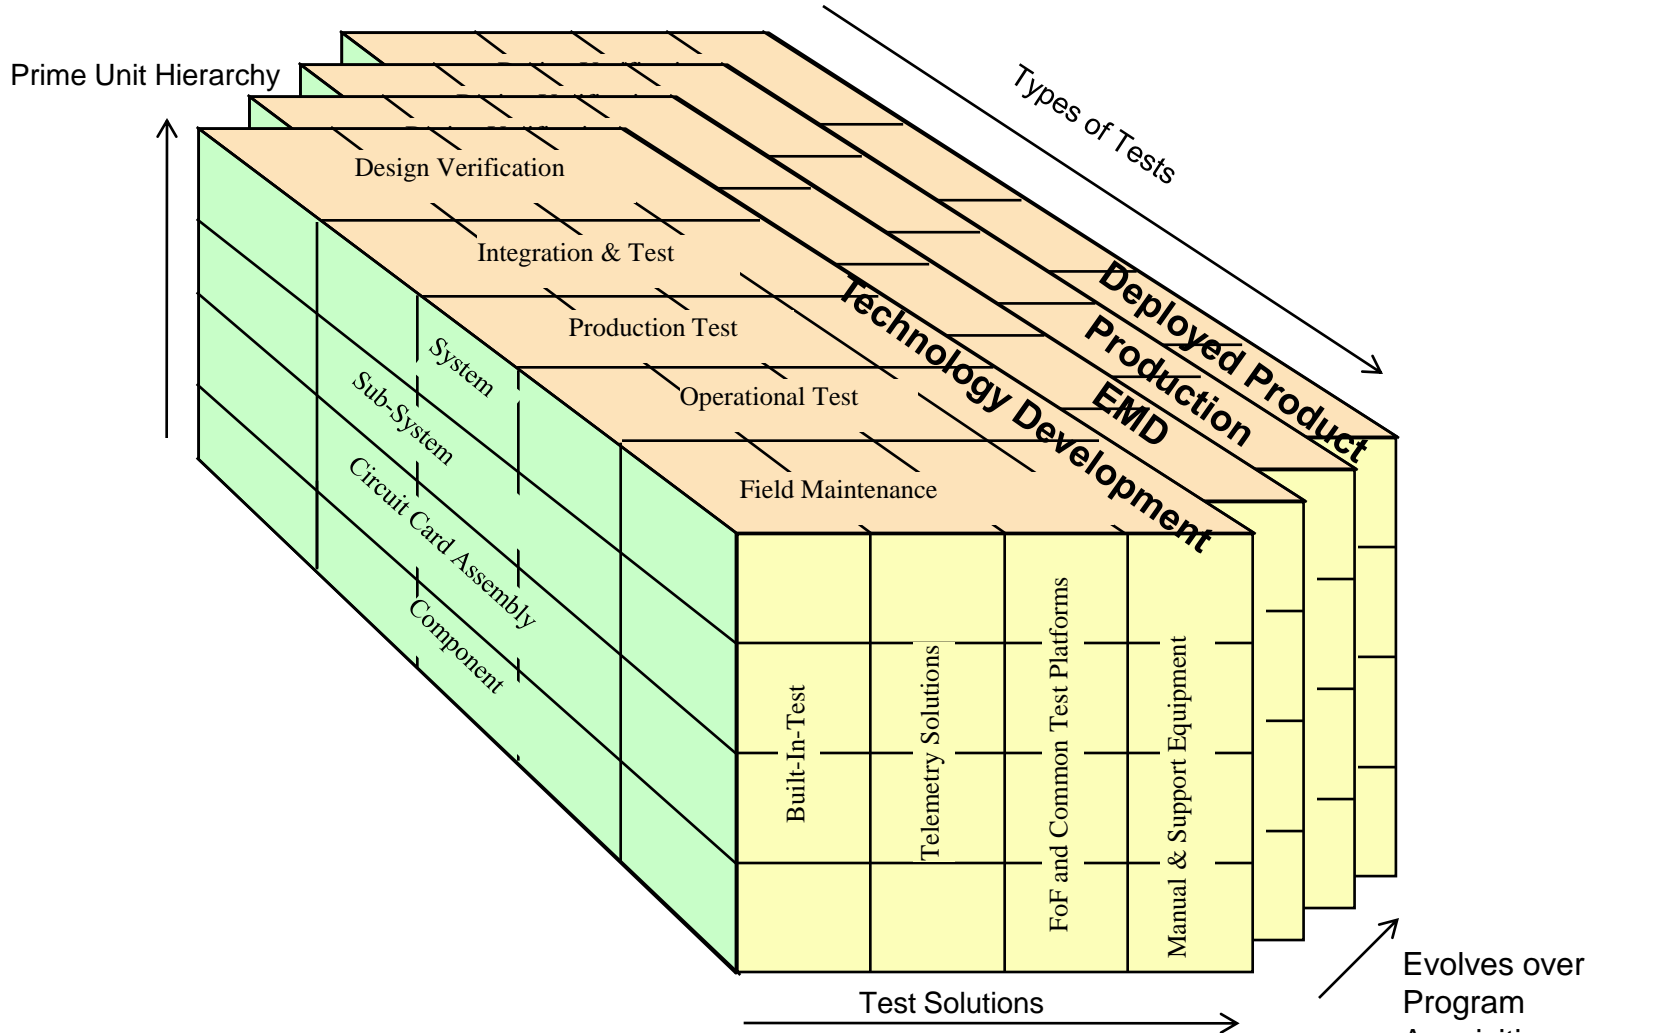 Prime Unit Hierarchy
Types of Tests
Design Verification
Integration & Test
Production Test
Operational Test
Field Maintenance
Technology Development
EMD
Production
Deployed Product
System
Sub-System
Circuit Card Assembly
Component
Built-In-Test
Telemetry Solutions
FoF and Common Test Platforms
Manual & Support Equipment
Test Solutions
Evolves over
Program